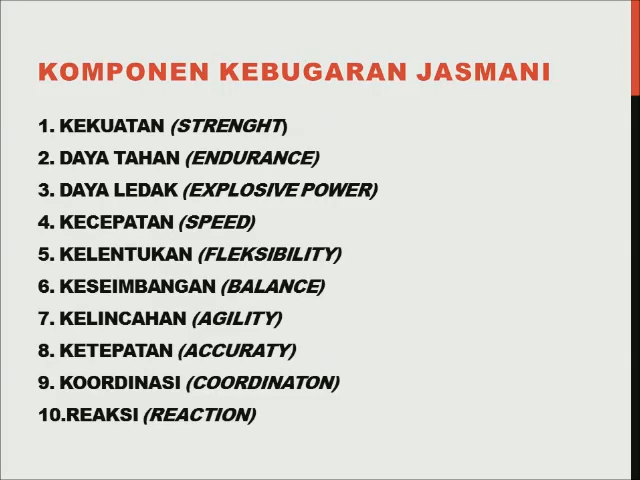 KOMPONEN KEBUGARAN JASMANI
1. KEKUATAN (STRENGHT)
2. DAYA TAHAN (ENDURANCE)
3. DAYA LEDAK (EXPLOSIVE POWER)
4. KECEPATAN (SPEED)
5. KELENTUKAN (FLEKSIBILITY)
6. KESEIMBANGAN (BALANCE)
7. KELINCAHAN (AGILITY)
8. KETEPATAN (ACCURATY)
9. KOORDINASI (COORDINATON)
10.REAKSI (REACTION)